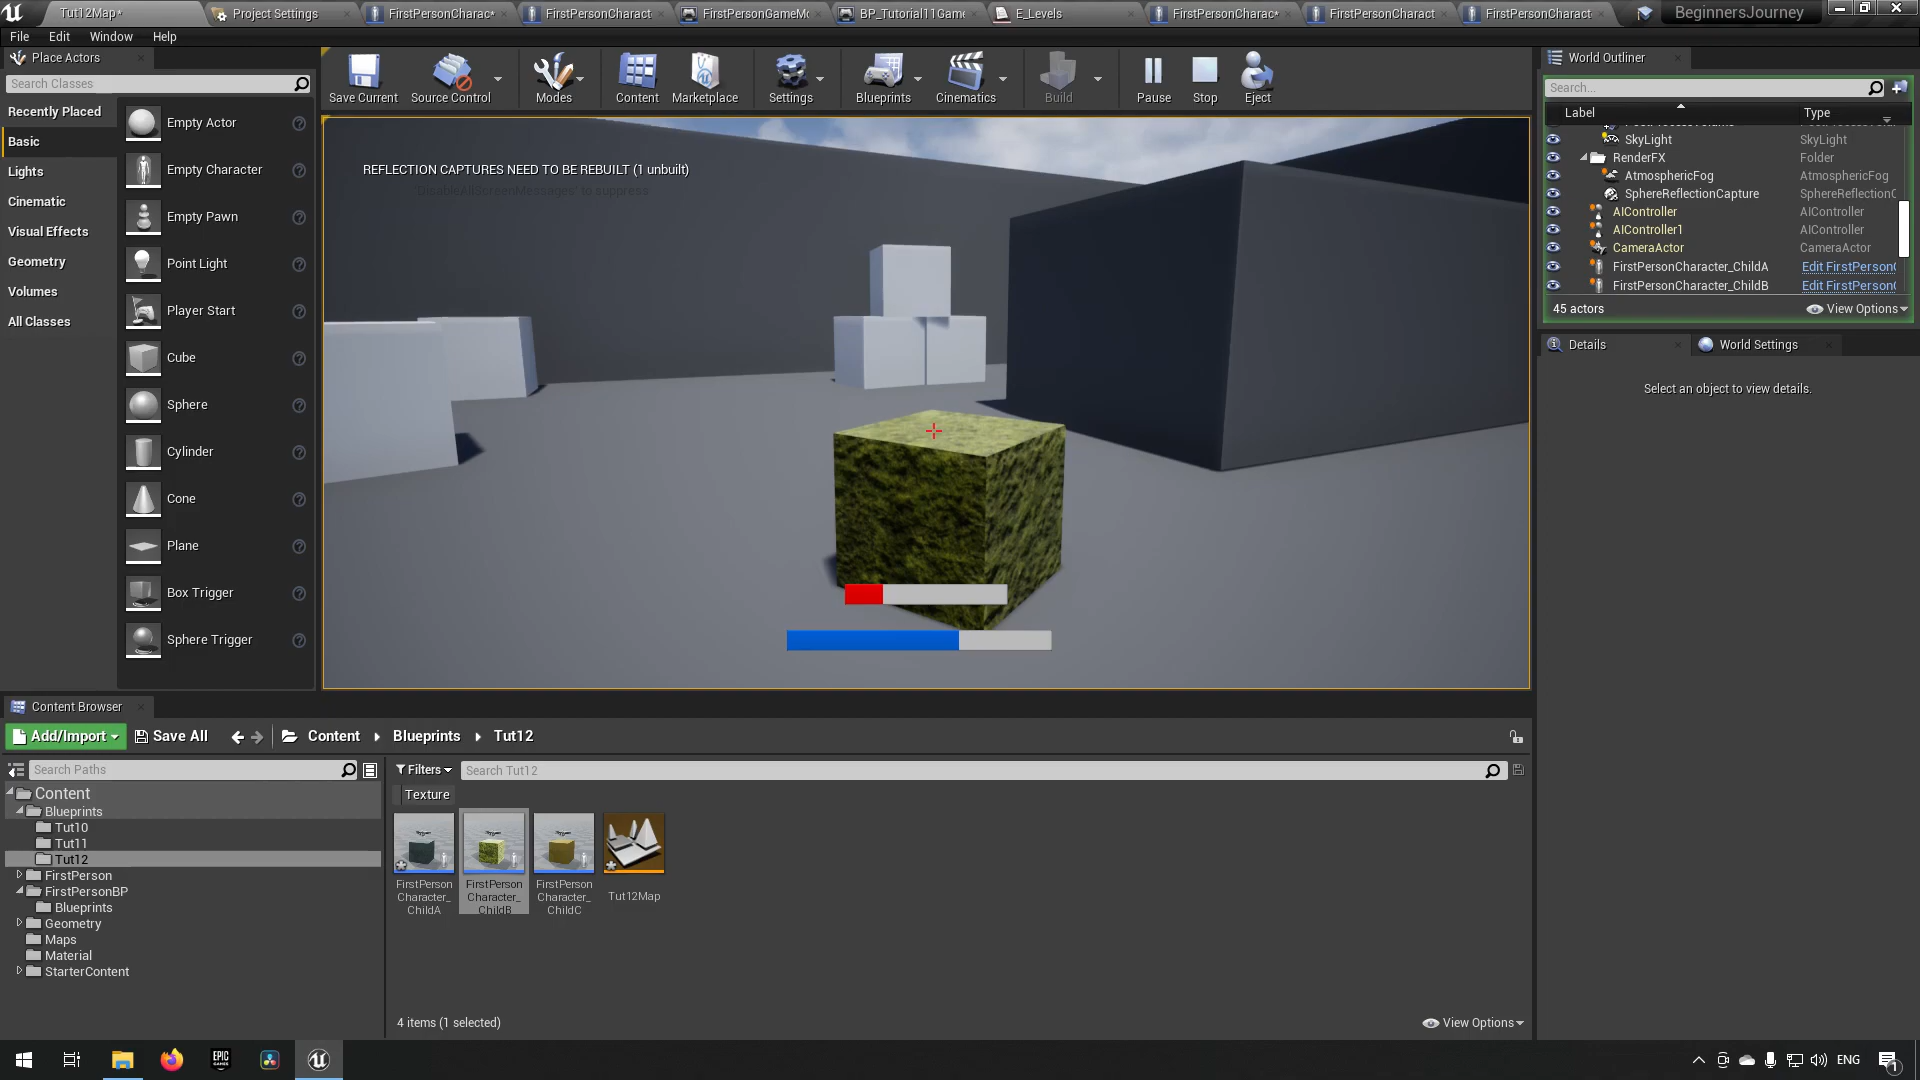 Tut12Map*
Project Settings
FirstPersonCharac*
FirstPersonCharact
FirstPersonGameMo
BP_Tutorial11Game
E_Levels
FirstPersonCharac*
FirstPersonCharact
FirstPersonCharact
BeginnersJourney
File Edit Window Help
Place Actors
Search Classes
Recently Placed
Basic
Lights
Cinematic
Visual Effects
Geometry
Volumes
All Classes
Empty Actor
Empty Character
Empty Pawn
Point Light
Player Start
Cube
Sphere
Cylinder
Cone
Plane
Box Trigger
Sphere Trigger
Save Current
Source Control
Modes
Content
Marketplace
Settings
Blueprints
Cinematics
Build
Pause
Stop
Eject
REFLECTION CAPTURES NEED TO BE REBUILT (1 unbuilt)
'DisableAllScreenMessages' to suppress
World Outliner
Search...
Label Type
SkyLight SkyLight
RenderFX Folder
AtmosphericFog AtmosphericFog
SphereReflectionCapture SphereReflectionC
AIController AIController
AIController1 AIController
CameraActor CameraActor
FirstPersonCharacter_ChildA Edit FirstPerson
FirstPersonCharacter_ChildB Edit FirstPerson
45 actors View Options
Details
World Settings
Select an object to view details.
Content Browser
Add/Import Save All Content Blueprints Tut12
Search Paths
Content
Blueprints
Tut10
Tut11
Tut12
FirstPerson
FirstPersonBP
Blueprints
Geometry
Maps
Material
StarterContent
Filters
Search Tut12
Texture
FirstPerson
Character_
ChildA
FirstPerson
Character_
ChildB
FirstPerson
Character_
ChildC
Tut12Map
4 items (1 selected)
View Options
EPIC
GAMES
ENG
1